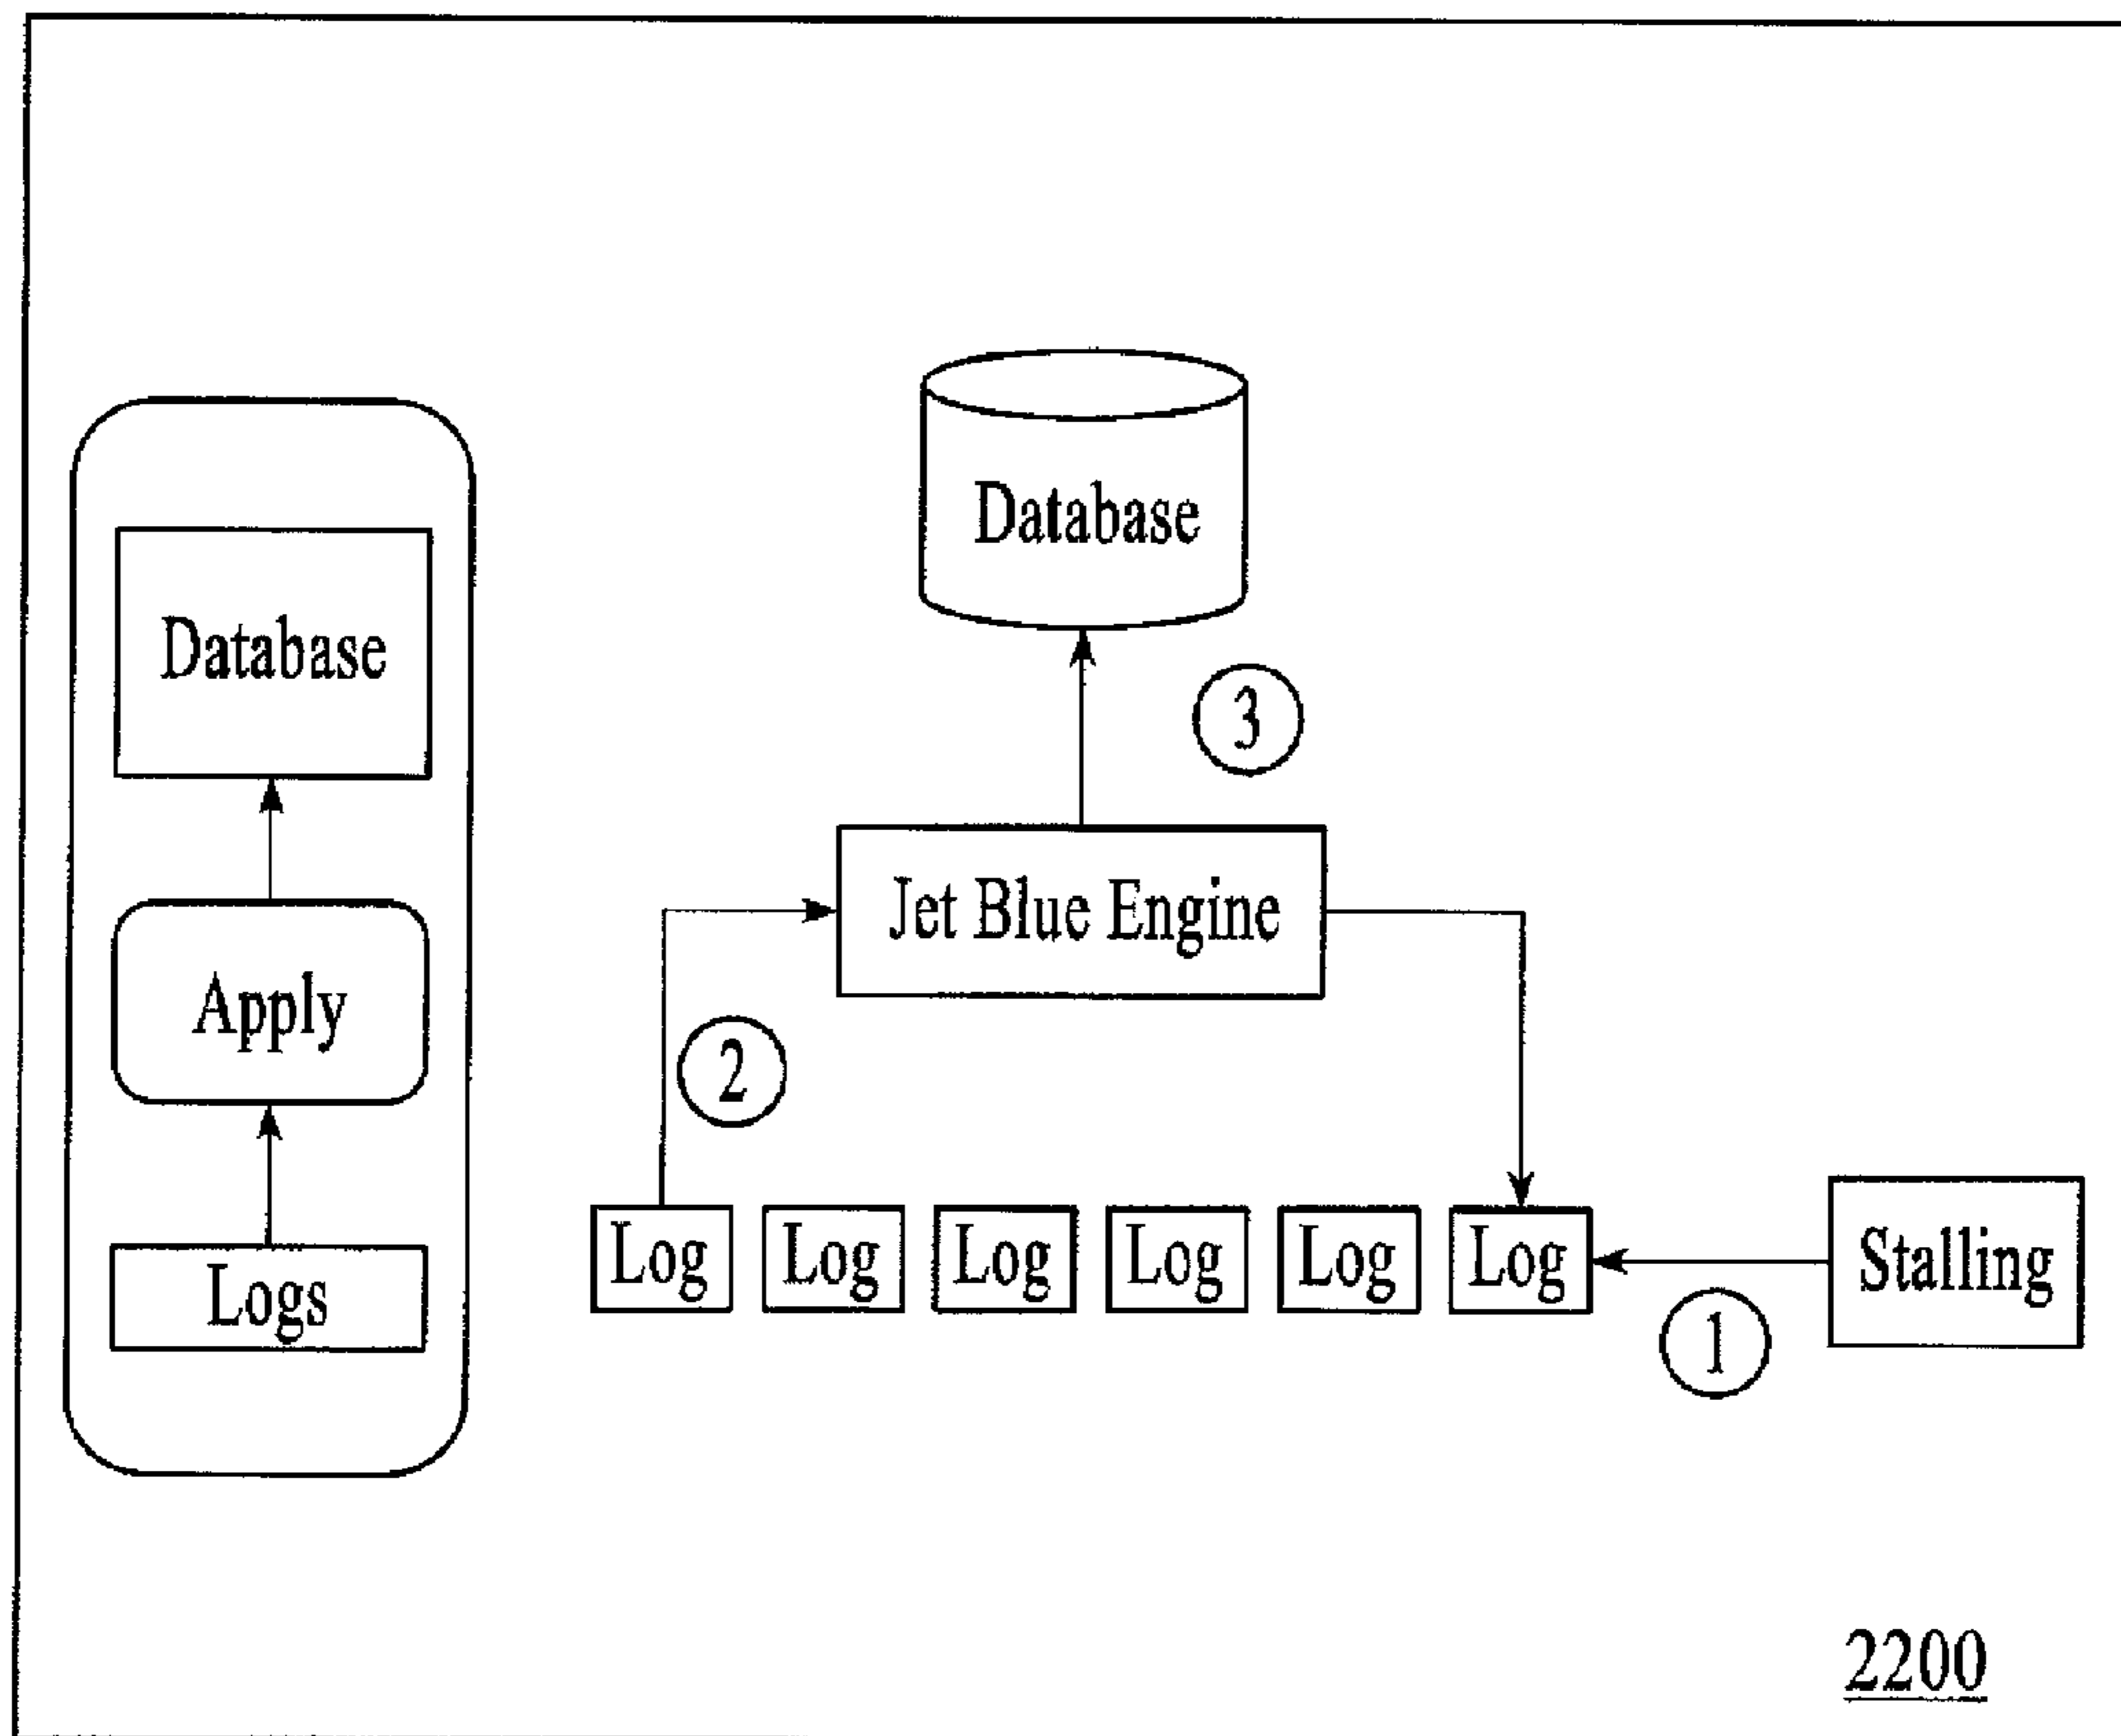 Database
Apply
Logs
Database
3
Jet Blue Engine
2
Log Log Log Log Log Log
Stalling
1
2200